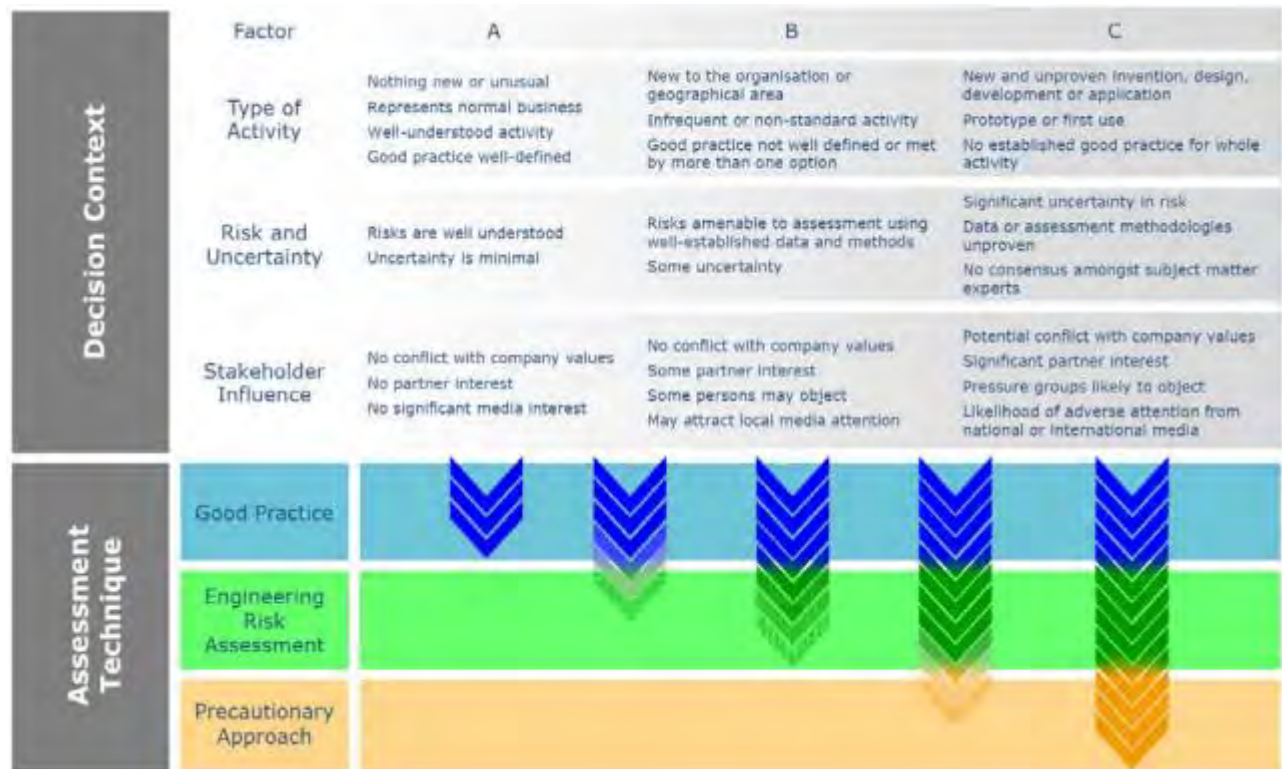 Factor
A
B
C
Decision Context
Type of
Activity
Nothing new or unusual
Represents normal business
Well-understood activity
Good practice well-defined
New to the organisation or
geographical area
Infrequent or non-standard activity
Good practice not well defined or met
by more than one option
New and unproven invention, design,
development or application
Prototype or first use
No established good practice for whole
activity
Risk and
Uncertainty
Risks are well understood
Uncertainty is minimal
Risks amenable to assessment using
well-established data and methods
Some uncertainty
Significant uncertainty in risk
Data or assessment methodologies
unproven
No consensus amongst subject matter
experts
Stakeholder
Influence
No conflict with company values
No partner interest
No significant media interest
No conflict with company values
Some partner interest
Some persons may object
May attract local media attention
Potential conflict with company values
Significant partner interest
Pressure groups likely to object
Likelihood of adverse attention from
national or international media
Assessment
Technique
Good Practice
Engineering
Risk
Assessment
Precautionary
Approach